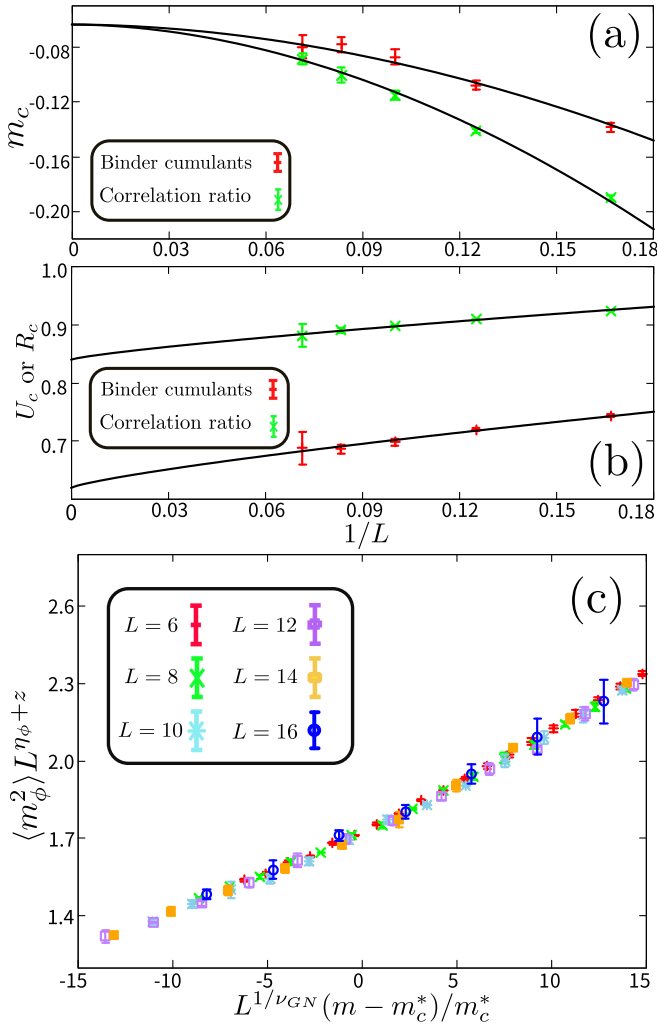 (a)
-0.08
-0.12
-0.16
-0.20
m_c
Binder cumulants
Correlation ratio
0 0.03 0.06 0.09 0.12 0.15 0.18
1.0
0.9
0.8
0.7
U_c or R_c
Binder cumulants
Correlation ratio
(b)
0 0.03 0.06 0.09 0.12 0.15 0.18
1/L
(c)
2.6
2.3
2.0
1.7
1.4
⟨m_ϕ^2⟩L^{η_ϕ+z}
L = 6 L = 12
L = 8 L = 14
L = 10 L = 16
-15 -10 -5 0 5 10 15
L^{1/ν_{GN}}(m − m_c^*)/m_c^*